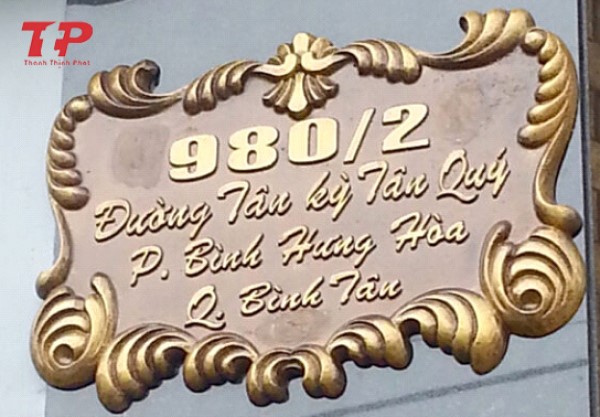 TP
Thanh Thịnh Phát
980/2
Đường Tân kỳ Tân Quý
P. Bình Hưng Hòa
Q. Bình Tân